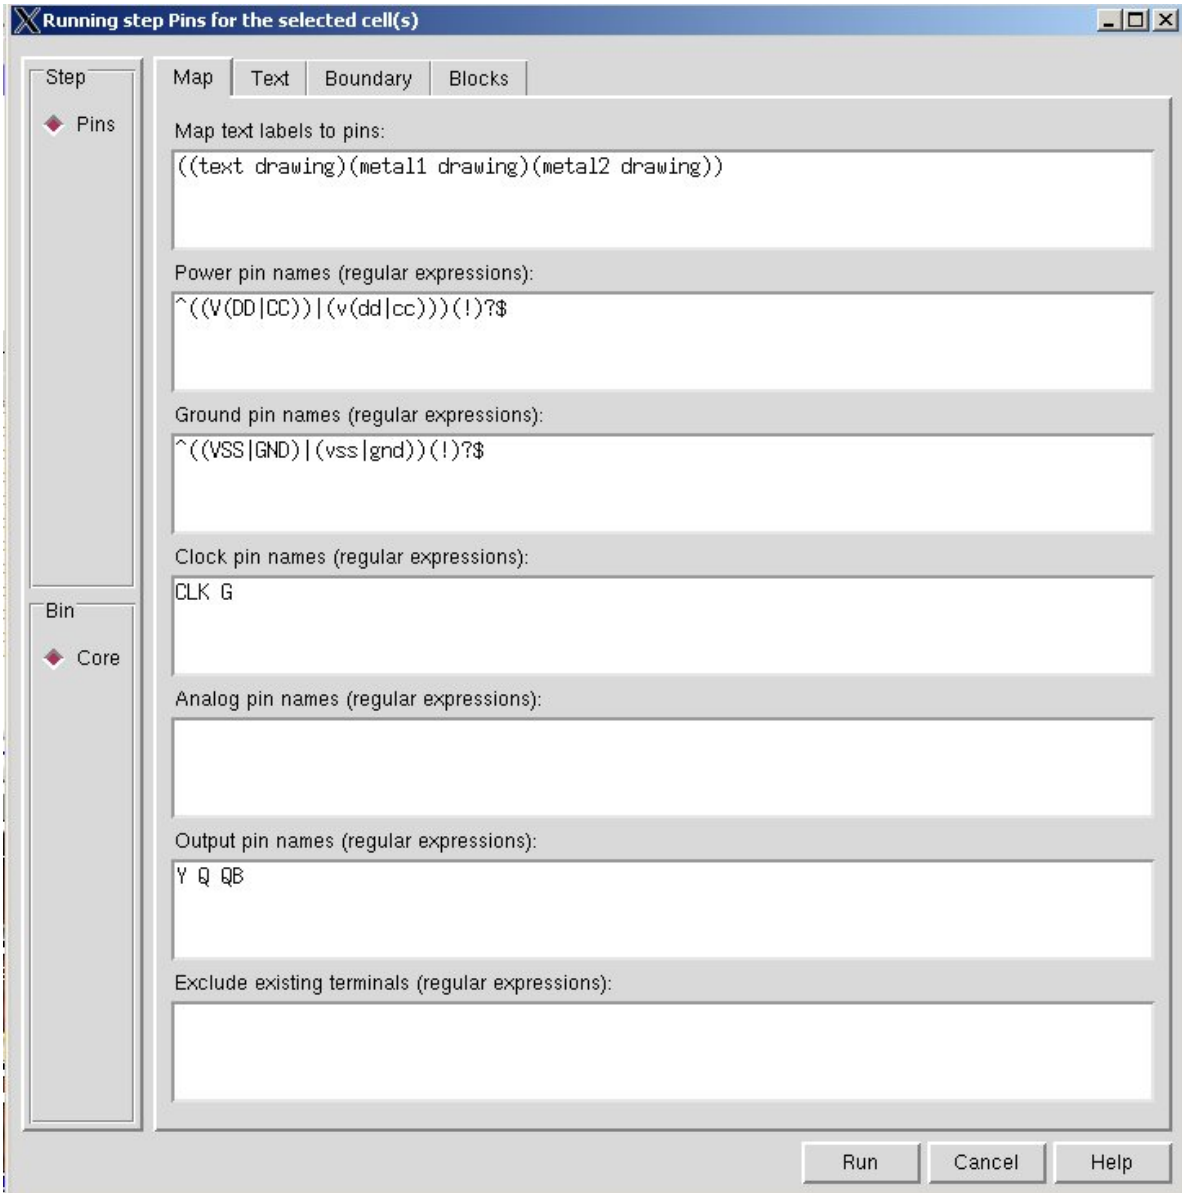 Running step Pins for the selected cell(s)
Step
Pins
Bin
Core
Map Text Boundary Blocks
Map text labels to pins:
((text drawing)(metal1 drawing)(metal2 drawing))
Power pin names (regular expressions):
^((V(DD|CC))|(v(dd|cc)))(!)?$
Ground pin names (regular expressions):
^((VSS|GND)|(vss|gnd))(!)?$
Clock pin names (regular expressions):
CLK G
Analog pin names (regular expressions):
Output pin names (regular expressions):
Y Q QB
Exclude existing terminals (regular expressions):
Run Cancel Help